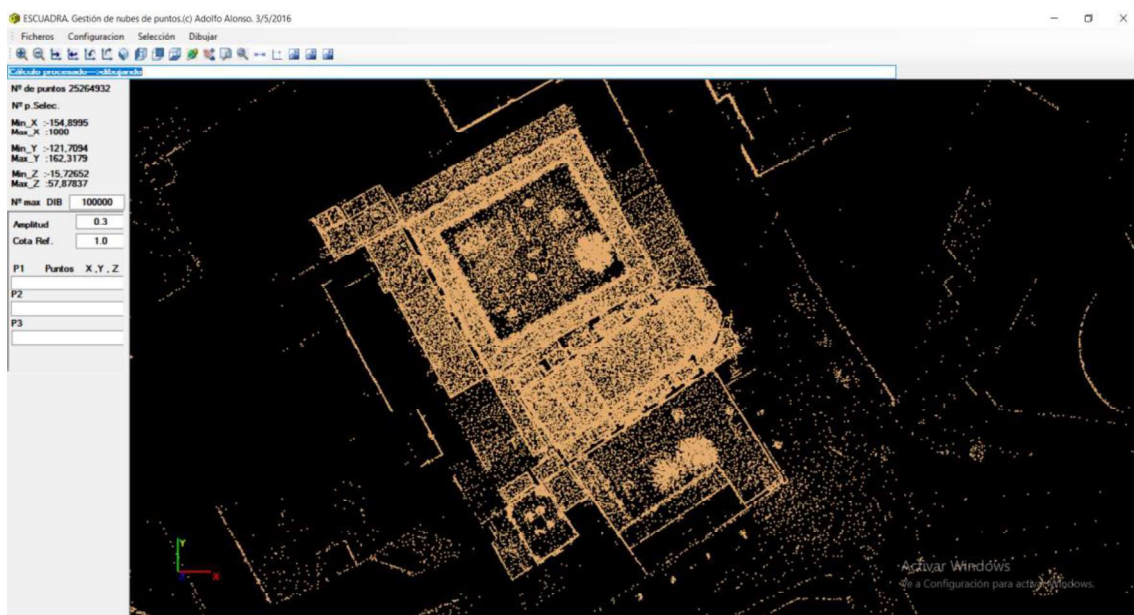 ESCUADRA. Gestión de nubes de puntos.(c) Adolfo Alonso. 3/5/2016
Ficheros Configuracion Selección Dibujar
Cálculo procesado--->dibujando
Nº de puntos 25264932
Nº p.Selec.
Min_X :-154,8995
Max_X :1000
Min_Y :-121,7094
Max_Y :162,3179
Min_Z :-15,72652
Max_Z :57,87837
Nº max DIB 100000
Amplitud 0.3
Cota Ref. 1.0
P1 Puntos X ,Y , Z
P2
P3
Y
X
Activar Windows
Ve a Configuración para activar Windows.